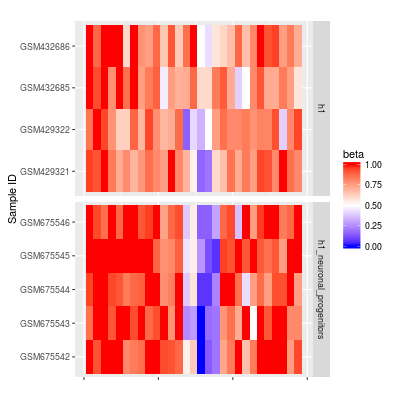 Sample ID
GSM432686
GSM432685
GSM429322
GSM429321
h1
GSM675546
GSM675545
GSM675544
GSM675543
GSM675542
h1_neuronal_progenitors
beta
1.00
0.75
0.50
0.25
0.00